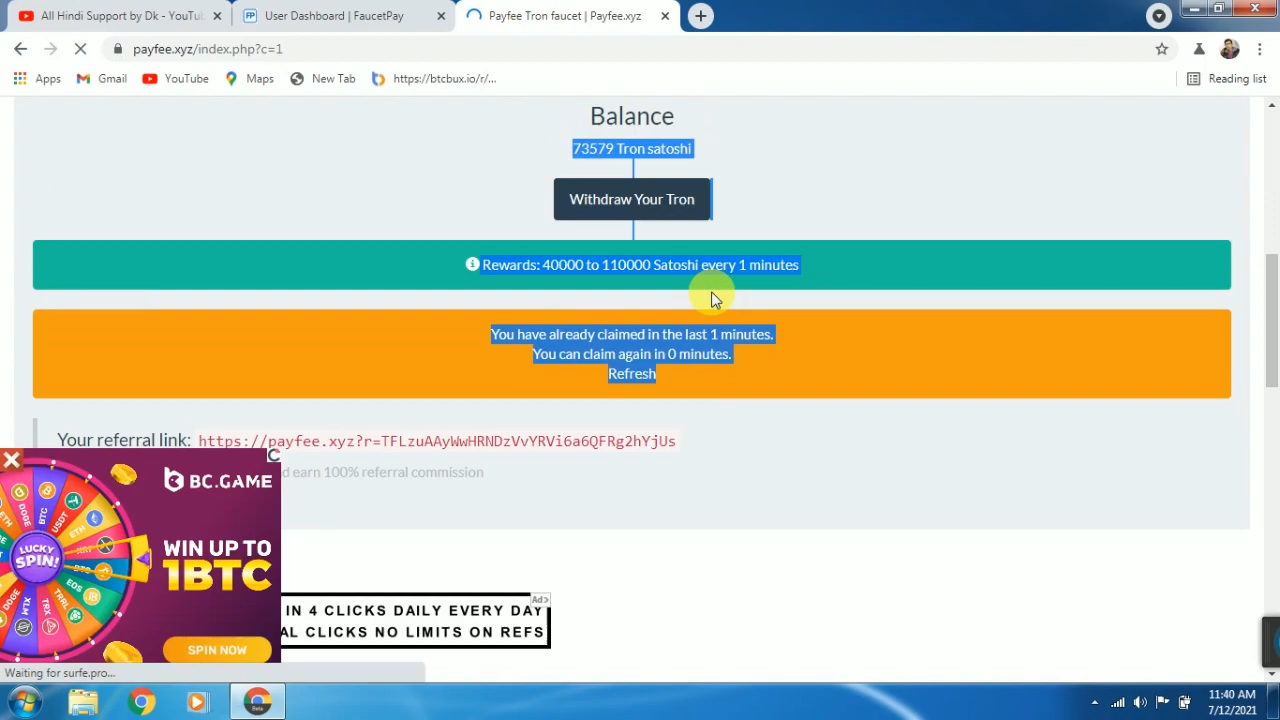 All Hindi Support by Dk - YouTu
User Dashboard | FaucetPay
Payfee Tron faucet | Payfee.xyz
payfee.xyz/index.php?c=1
Apps
Gmail
YouTube
Maps
New Tab
https://btcbux.io/r/...
Reading list
Balance
73579 Tron satoshi
Withdraw Your Tron
Rewards: 40000 to 110000 Satoshi every 1 minutes
You have already claimed in the last 1 minutes.
You can claim again in 0 minutes.
Refresh
Your referral link: https://payfee.xyz?r=TFLzuAAyWwHRNDzVvYRVi6a6QFRg2hYjUs
d earn 100% referral commission
BC.GAME
LUCKY
SPIN!
WIN UP TO
1BTC
SPIN NOW
Ad
IN 4 CLICKS DAILY EVERY DAY
AL CLICKS NO LIMITS ON REFS
Waiting for surfe.pro...
11:40 AM
7/12/2021